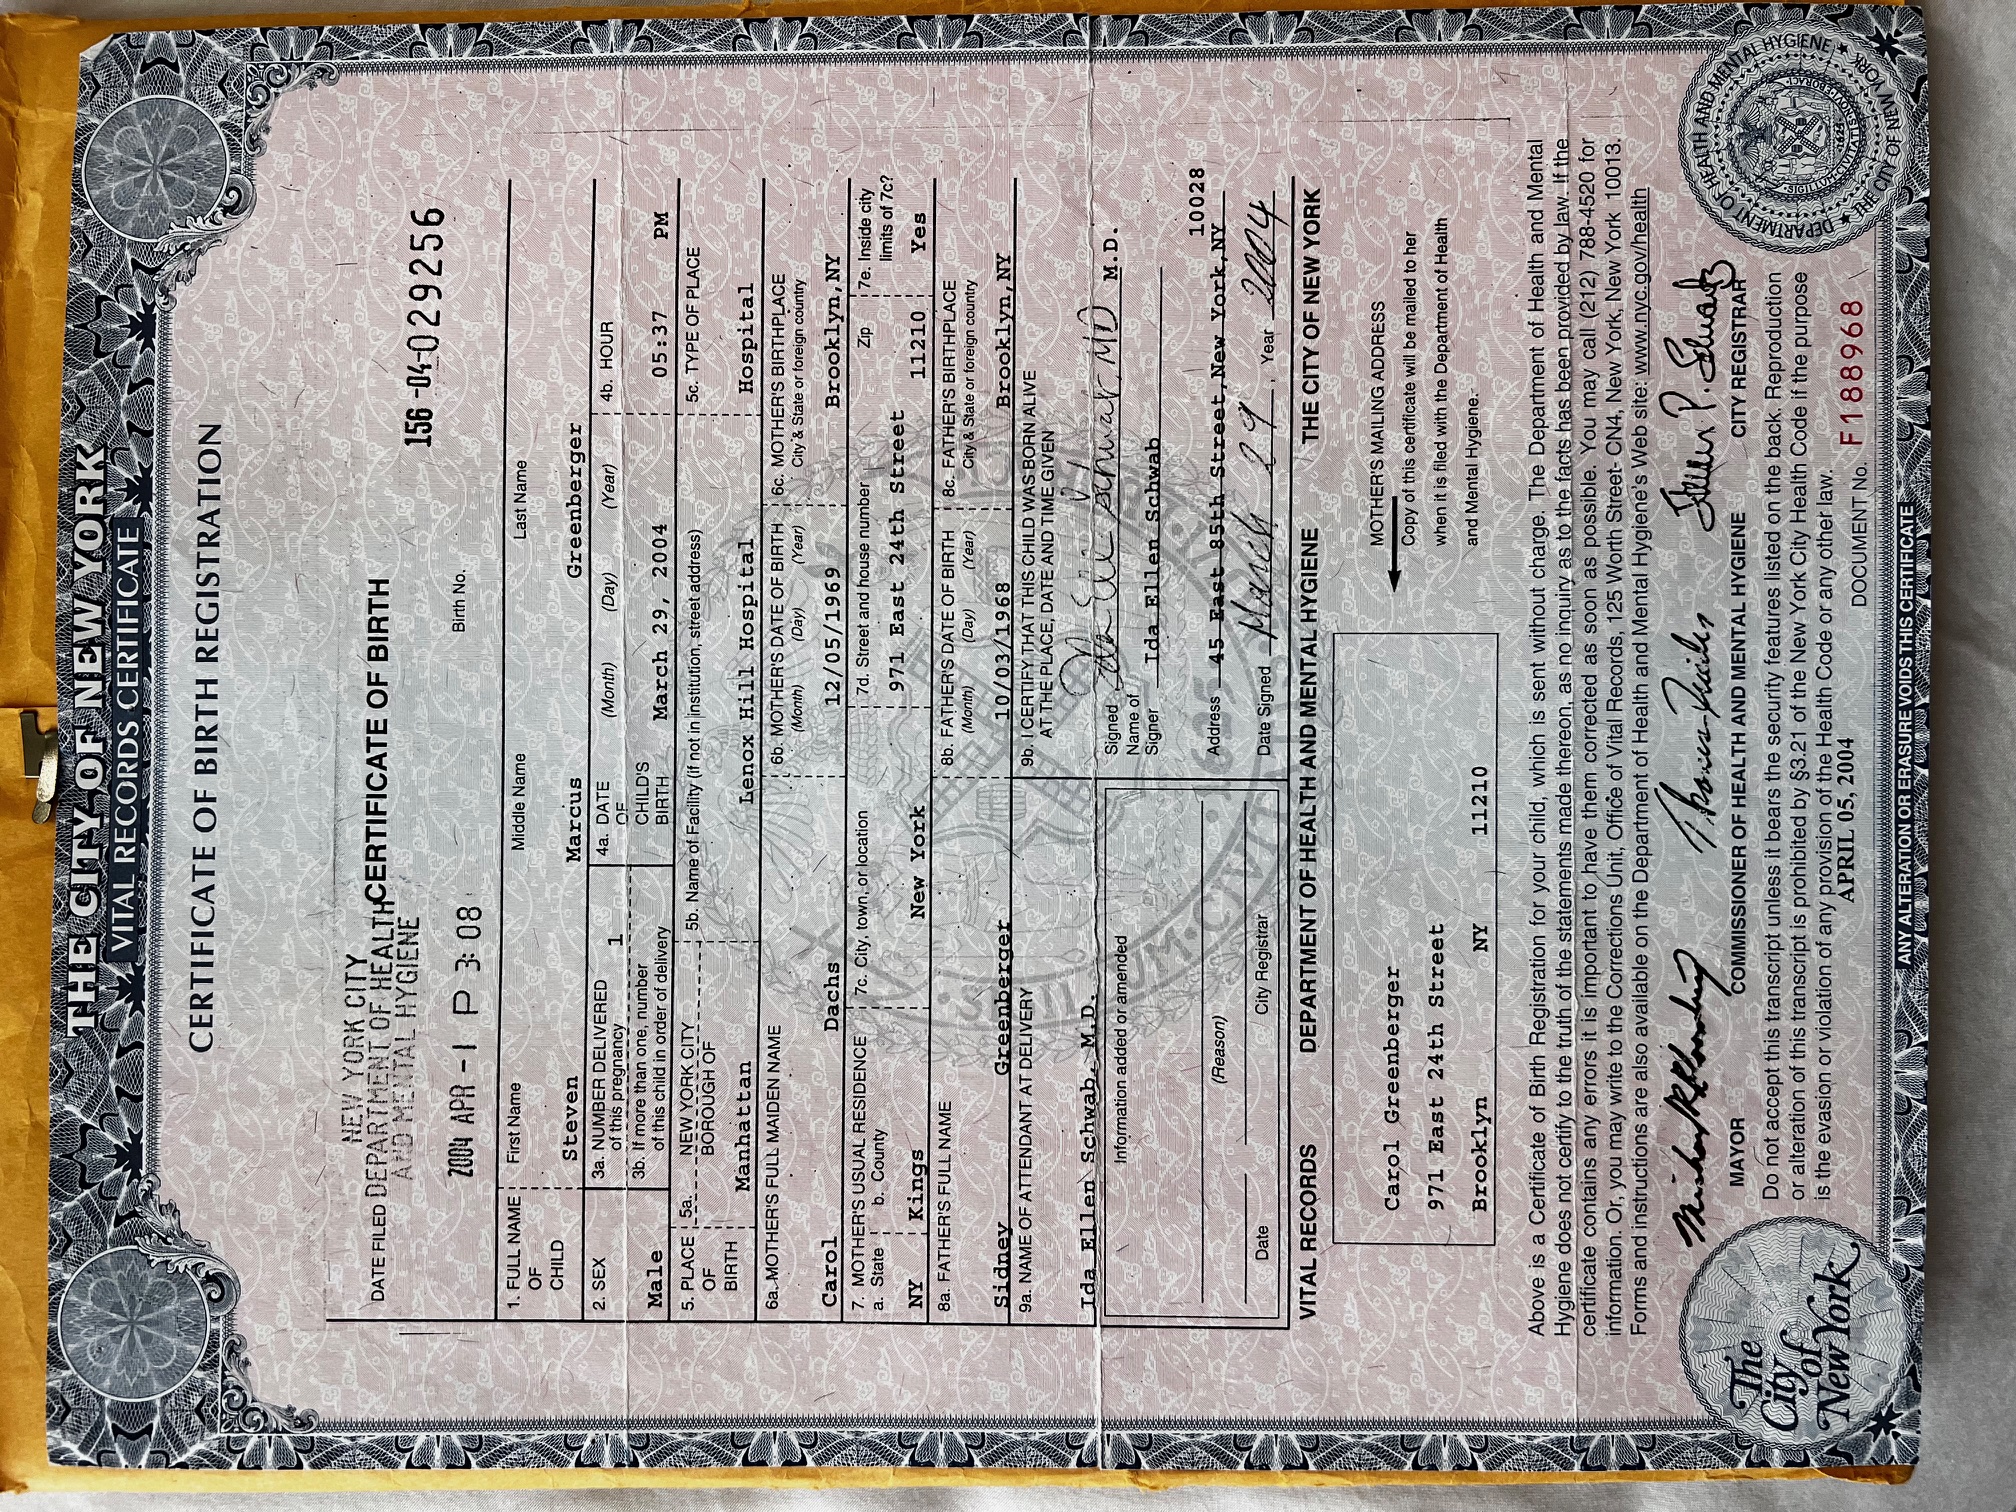 THE CITY OF NEW YORK
VITAL RECORDS CERTIFICATE
CERTIFICATE OF BIRTH REGISTRATION
NEW YORK CITY
DATE FILED DEPARTMENT OF HEALTH CERTIFICATE OF BIRTH
AND MENTAL HYGIENE
156-04-029256
2004 APR -1 P 3:08
Birth No.
1. FULL NAME OF CHILD
First Name
Middle Name
Last Name
Steven Marcus Greenberger
2. SEX
Male
3a. NUMBER DELIVERED of this pregnancy 1
3b. If more than one, number of this child in order of delivery
4a. DATE OF CHILD'S BIRTH
(Month) (Day) (Year)
March 29, 2004
4b. HOUR
05:37 PM
5. PLACE OF BIRTH
5a. NEW YORK CITY BOROUGH OF
Manhattan
5b. Name of Facility (if not in institution, street address)
Lenox Hill Hospital
5c. TYPE OF PLACE
Hospital
6a. MOTHER'S FULL MAIDEN NAME
Carol Dachs
6b. MOTHER'S DATE OF BIRTH
(Month) (Day) (Year)
12/05/1969
6c. MOTHER'S BIRTHPLACE
City & State or foreign country
Brooklyn,NY
7. MOTHER'S USUAL RESIDENCE
a. State
NY
b. County
Kings
7c. City, town, or location
New York
7d. Street and house number
971 East 24th Street
Zip
11210
7e. Inside city limits of 7c?
Yes
8a. FATHER'S FULL NAME
Sidney Greenberger
8b. FATHER'S DATE OF BIRTH
(Month) (Day) (Year)
10/03/1968
8c. FATHER'S BIRTHPLACE
City & State or foreign country
Brooklyn,NY
9a. NAME OF ATTENDANT AT DELIVERY
Ida Ellen Schwab, M.D.
9b. I CERTIFY THAT THIS CHILD WAS BORN ALIVE
AT THE PLACE, DATE AND TIME GIVEN
Signed Ida Ellen Schwab, MD M.D.
Name of Signer Ida Ellen Schwab
10028
Address 45 East 85th Street,New York,NY
Date Signed March 29, Year 2004
Information added or amended
(Reason)
Date
City Registrar
VITAL RECORDS DEPARTMENT OF HEALTH AND MENTAL HYGIENE THE CITY OF NEW YORK
Carol Greenberger
971 East 24th Street
Brooklyn NY 11210
MOTHER'S MAILING ADDRESS
Copy of this certificate will be mailed to her
when it is filed with the Department of Health
and Mental Hygiene.
Above is a Certificate of Birth Registration for your child, which is sent without charge. The Department of Health and Mental
Hygiene does not certify to the truth of the statements made thereon, as no inquiry as to the facts has been provided by law. If the
certificate contains any errors it is important to have them corrected as soon as possible. You may call (212) 788-4520 for
information. Or, you may write to the Corrections Unit, Office of Vital Records, 125 Worth Street- CN4, New York, New York 10013.
Forms and instructions are also available on the Department of Health and Mental Hygiene's Web site: www.nyc.gov/health
MAYOR
COMMISSIONER OF HEALTH AND MENTAL HYGIENE
CITY REGISTRAR
Do not accept this transcript unless it bears the security features listed on the back. Reproduction
or alteration of this transcript is prohibited by §3.21 of the New York City Health Code if the purpose
is the evasion or violation of any provision of the Health Code or any other law.
APRIL 05, 2004
DOCUMENT No. F188968
The
City
of
New York
DEPARTMENT OF HEALTH AND MENTAL HYGIENE
THE CITY OF NEW YORK
ANY ALTERATION OR ERASURE VOIDS THIS CERTIFICATE